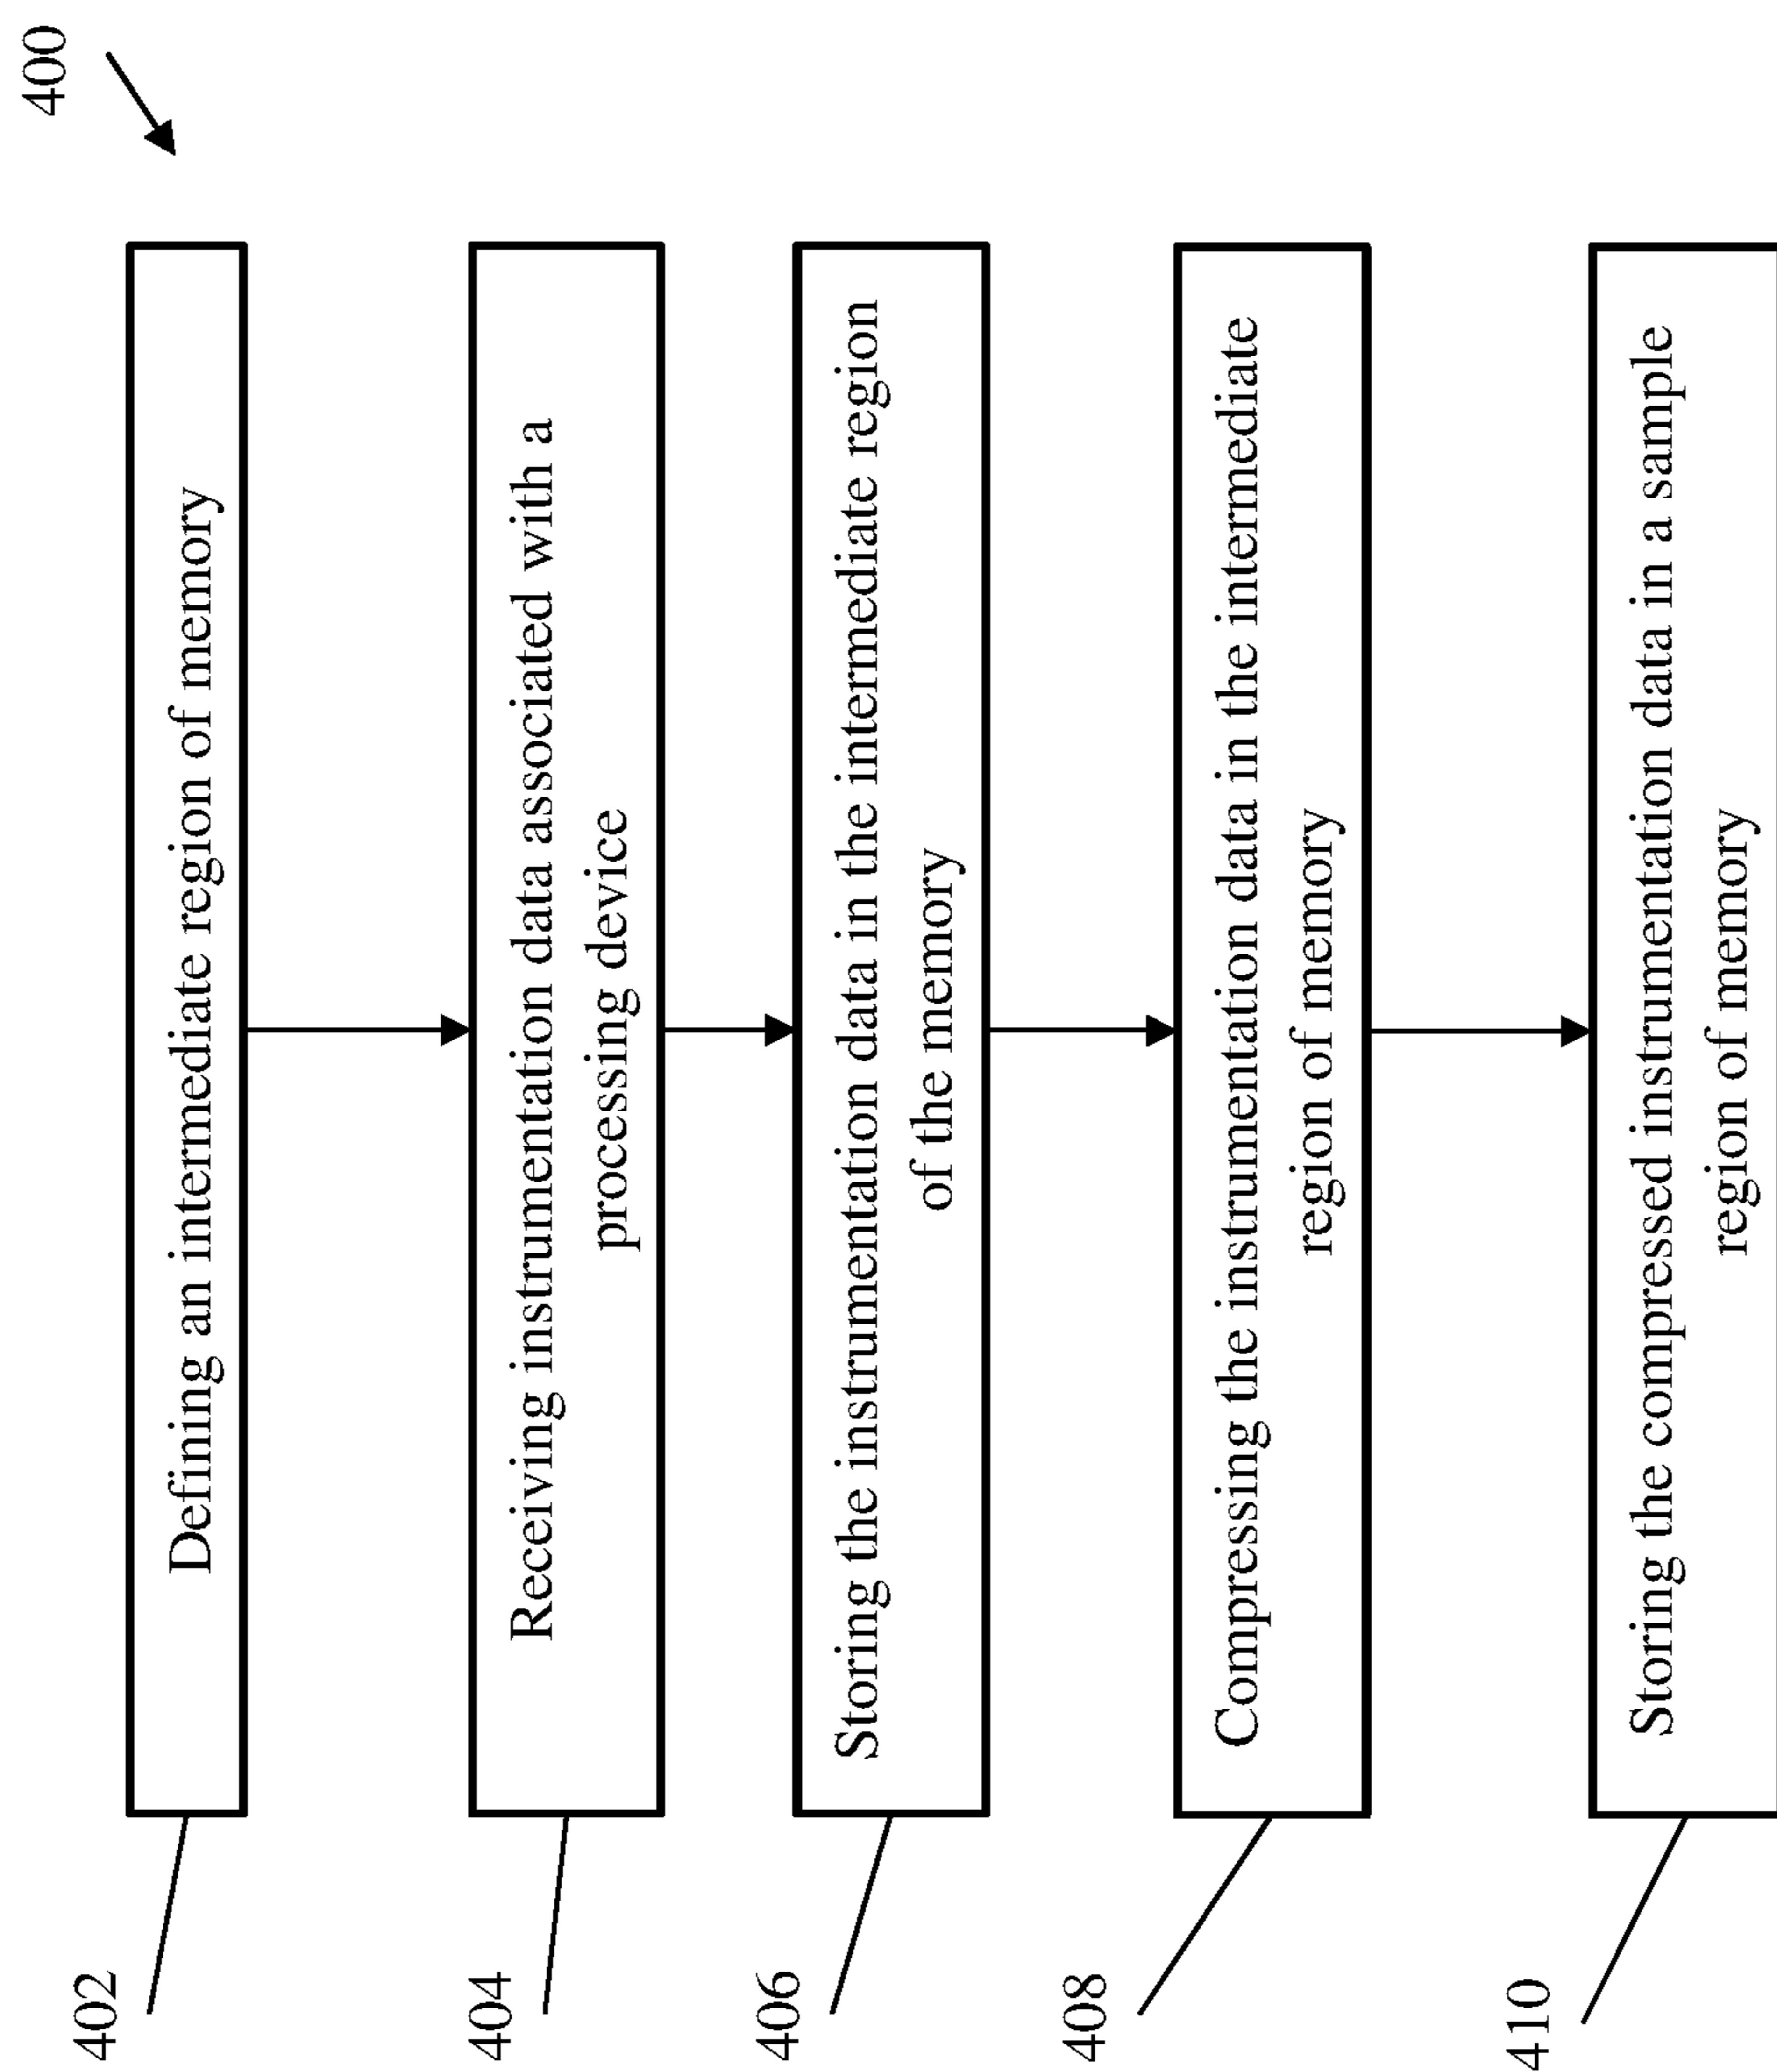 400
402
Defining an intermediate region of memory
404
Receiving instrumentation data associated with a
processing device
406
Storing the instrumentation data in the intermediate region
of the memory
408
Compressing the instrumentation data in the intermediate
region of memory
410
Storing the compressed instrumentation data in a sample
region of memory